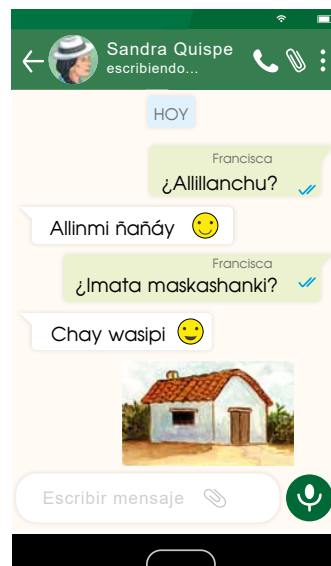 Sandra Quispe
escribiendo...
HOY
Francisca
¿Allillanchu?
Allinmi ñañáy
Francisca
¿Imata maskashanki?
Chay wasipi
Escribir mensaje